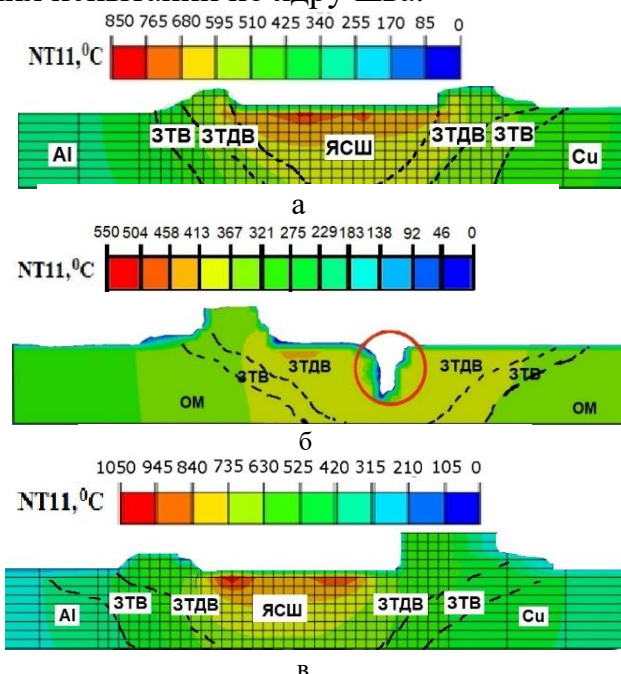 850 765 680 595 510 425 340 255 170 85 0
NT11,⁰C
Al ЗТВ ЗТДВ ЯСШ ЗТДВ ЗТВ Cu
а
550 504 458 413 367 321 275 229 183 138 92 46 0
NT11,⁰C
ОМ ЗТВ ЗТДВ ЗТДВ ЗТВ ОМ
б
1050 945 840 735 630 525 420 315 210 105 0
NT11,⁰C
Al ЗТВ ЗТДВ ЯСШ ЗТДВ ЗТВ Cu
в